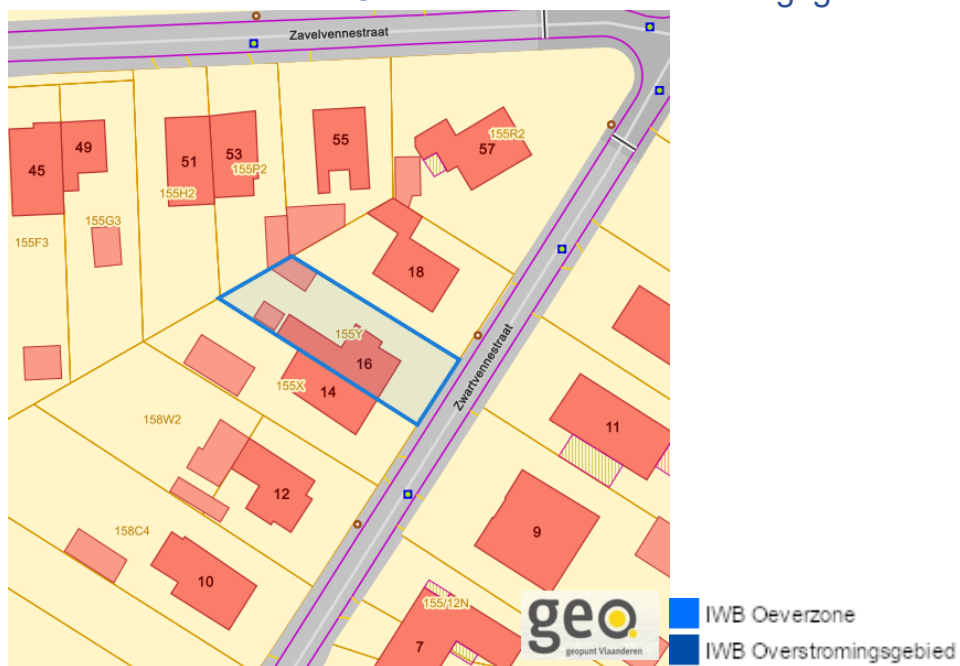 Zavelvennestraat
45
49
51
53
55
57
155R2
155P2
155H2
155G3
155F3
18
155Y
16
155X
14
Zwartvennestraat
158W2
11
12
9
158C4
10
155/12N
7
geo.
geopunt Vlaanderen
IWB Oeverzone
IWB Overstromingsgebied